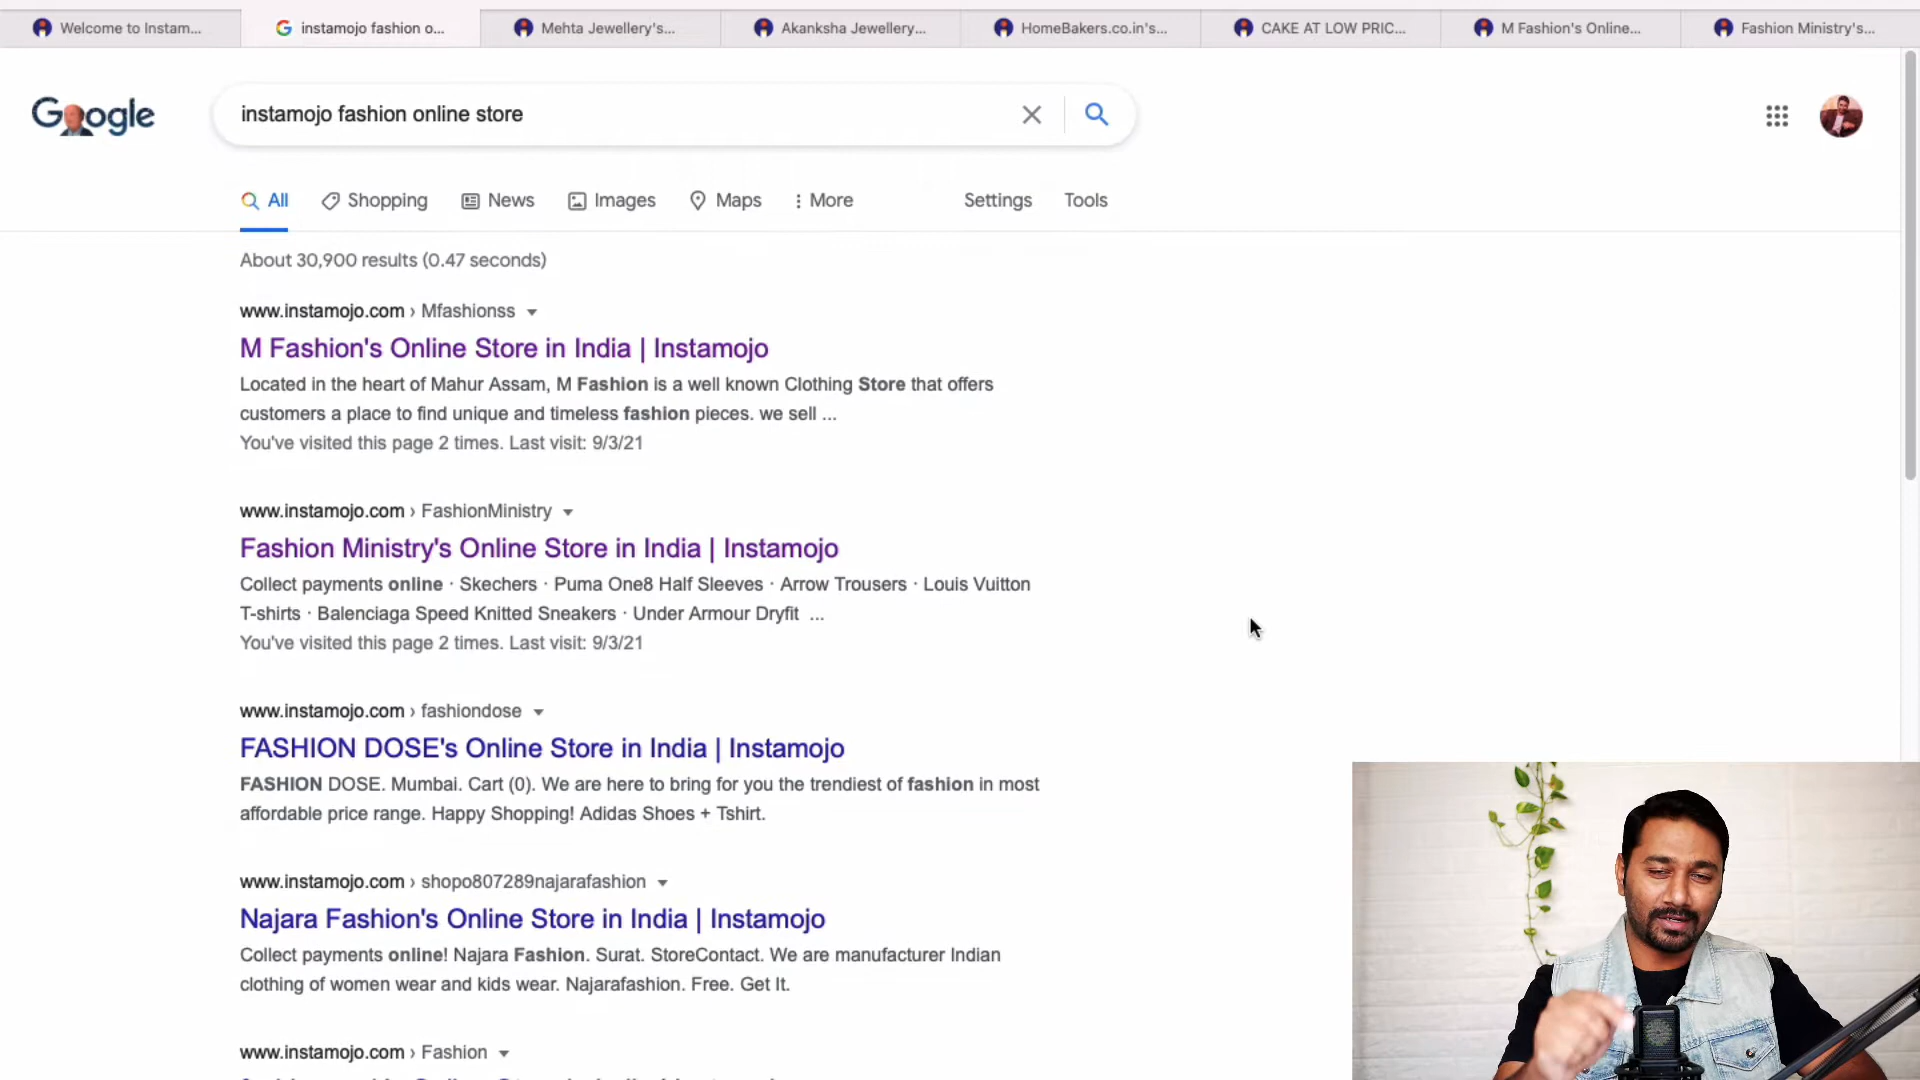 Welcome to Instam...
instamojo fashion o...
Mehta Jewellery's...
Akanksha Jewellery...
HomeBakers.co.in's...
CAKE AT LOW PRIC...
M Fashion's Online...
Fashion Ministry's...
Google
instamojo fashion online store
All
Shopping
News
Images
Maps
More
Settings
Tools
About 30,900 results (0.47 seconds)
www.instamojo.com › Mfashionss
M Fashion's Online Store in India | Instamojo
Located in the heart of Mahur Assam, M Fashion is a well known Clothing Store that offers
customers a place to find unique and timeless fashion pieces. we sell ...
You've visited this page 2 times. Last visit: 9/3/21
www.instamojo.com › FashionMinistry
Fashion Ministry's Online Store in India | Instamojo
Collect payments online · Skechers · Puma One8 Half Sleeves · Arrow Trousers · Louis Vuitton
T-shirts · Balenciaga Speed Knitted Sneakers · Under Armour Dryfit ...
You've visited this page 2 times. Last visit: 9/3/21
www.instamojo.com › fashiondose
FASHION DOSE's Online Store in India | Instamojo
FASHION DOSE. Mumbai. Cart (0). We are here to bring for you the trendiest of fashion in most
affordable price range. Happy Shopping! Adidas Shoes + Tshirt.
www.instamojo.com › shopo807289najarafashion
Najara Fashion's Online Store in India | Instamojo
Collect payments online! Najara Fashion. Surat. StoreContact. We are manufacturer Indian
clothing of women wear and kids wear. Najarafashion. Free. Get It.
www.instamojo.com › Fashion